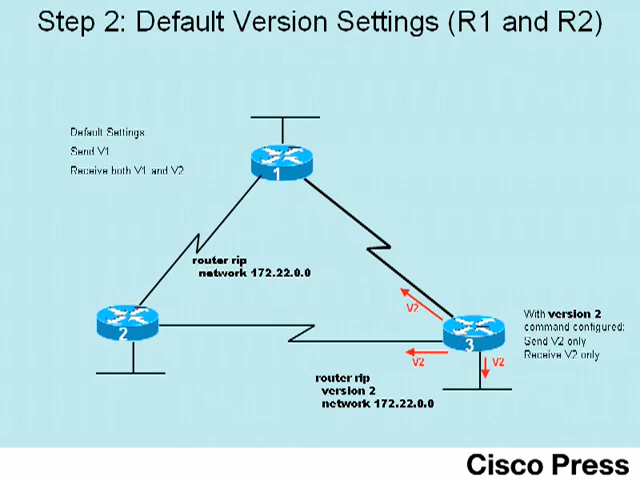 Step 2: Default Version Settings (R1 and R2)
Default Settings:
Send V1
Receive both V1 and V2
1
router rip
network 172.22.0.0
2
V2
3
V2
V2
With version 2
command configured:
Send V2 only
Receive V2 only
router rip
version 2
network 172.22.0.0
Cisco Press